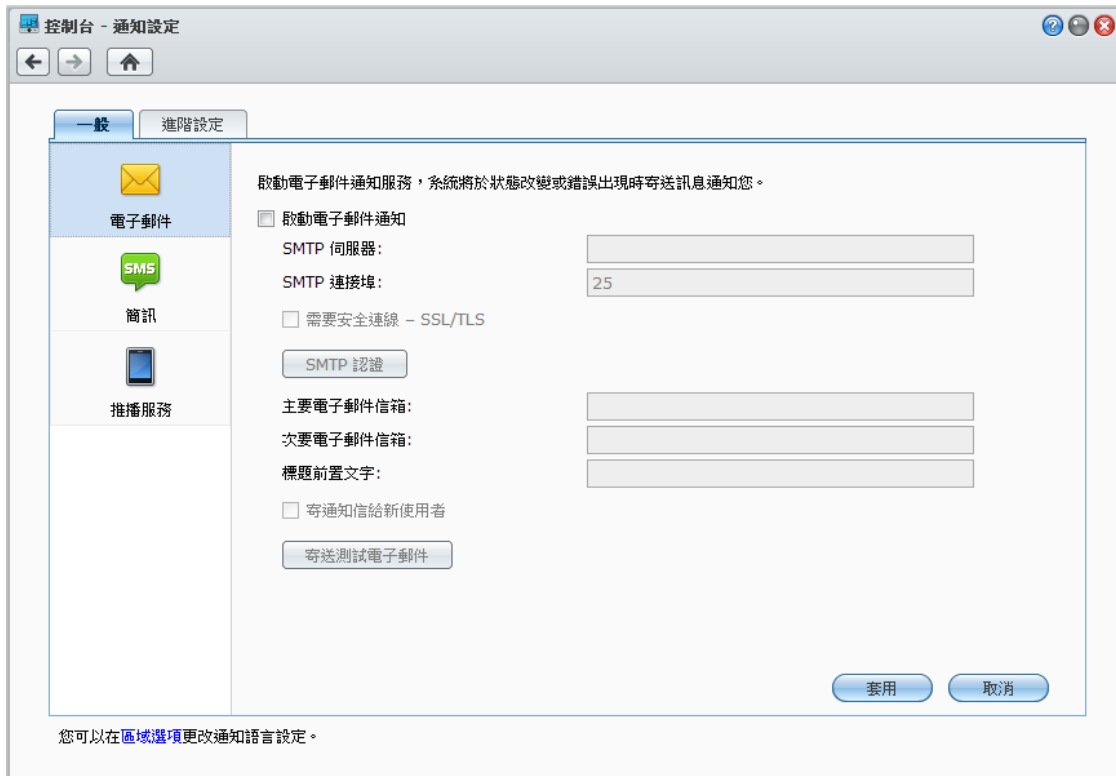 控制台 - 通知設定
一般
進階設定
電子郵件
SMS
簡訊
推播服務
啟動電子郵件通知服務，系統將於狀態改變或錯誤出現時寄送訊息通知您。
啟動電子郵件通知
SMTP 伺服器:
SMTP 連接埠:
25
需要安全連線 – SSL/TLS
SMTP 認證
主要電子郵件信箱:
次要電子郵件信箱:
標題前置文字:
寄通知信給新使用者
寄送測試電子郵件
套用
取消
您可以在區域選項更改通知語言設定。